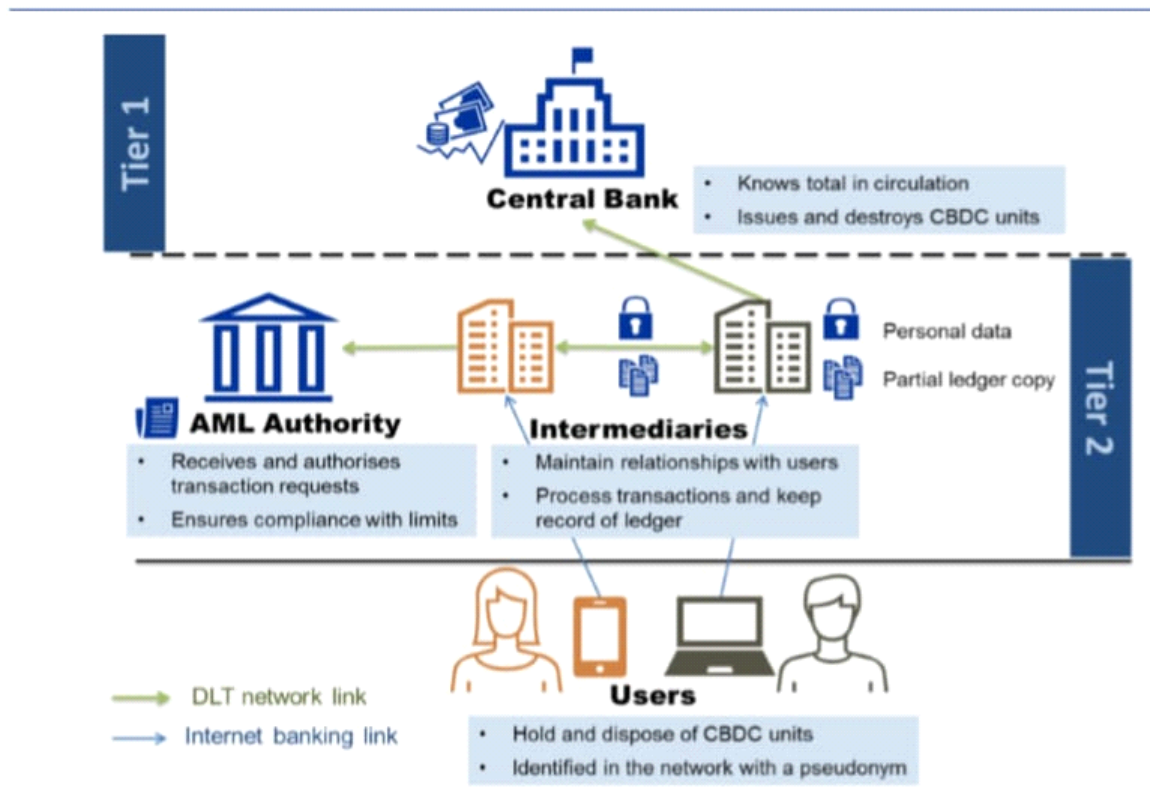 Tier 1
Central Bank
• Knows total in circulation
• Issues and destroys CBDC units
Tier 2
Personal data
Partial ledger copy
AML Authority
• Receives and authorises
transaction requests
• Ensures compliance with limits
Intermediaries
• Maintain relationships with users
• Process transactions and keep
record of ledger
Users
• Hold and dispose of CBDC units
• Identified in the network with a pseudonym
DLT network link
Internet banking link